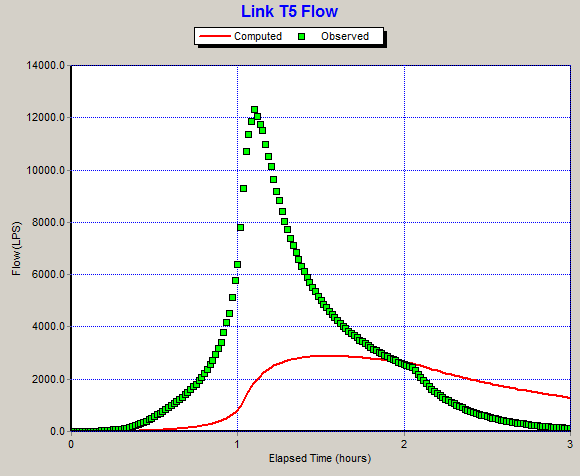 Link T5 Flow
Computed Observed
14000.0
12000.0
10000.0
8000.0
6000.0
4000.0
2000.0
0.0
Flow (LPS)
0 1 2 3
Elapsed Time (hours)